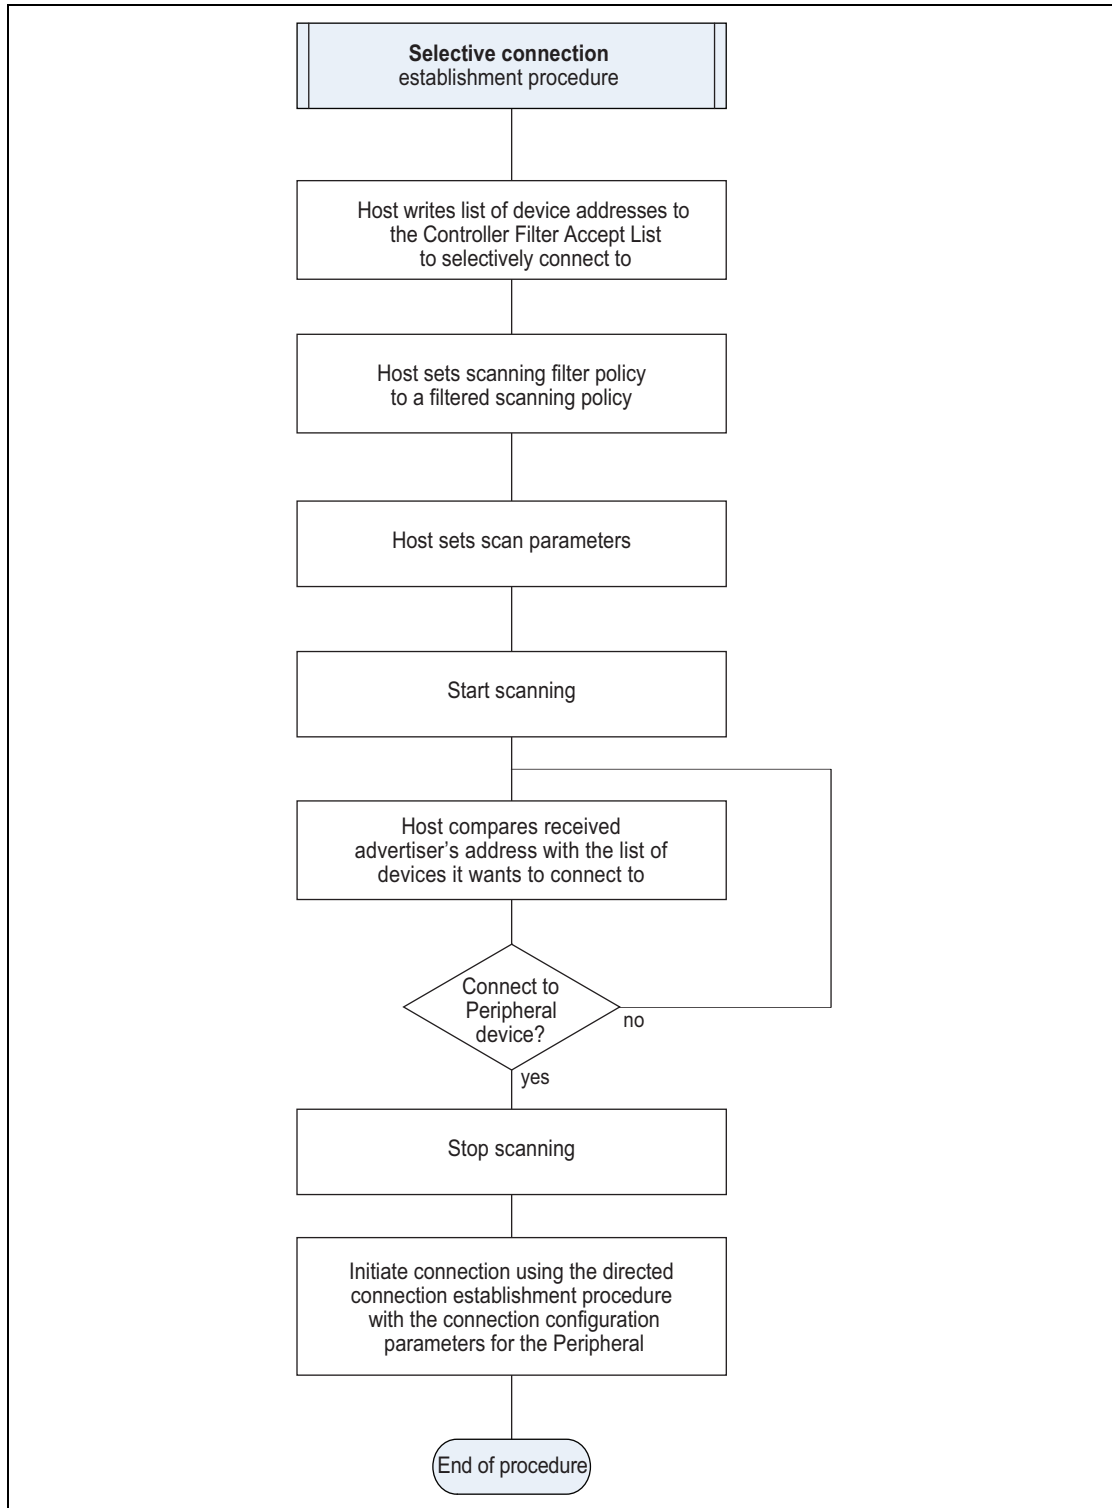 Selective connection
establishment procedure
Host writes list of device addresses to
the Controller Filter Accept List
to selectively connect to
Host sets scanning filter policy
to a filtered scanning policy
Host sets scan parameters
Start scanning
Host compares received
advertiser’s address with the list of
devices it wants to connect to
Connect to
Peripheral
device?
no
yes
Stop scanning
Initiate connection using the directed
connection establishment procedure
with the connection configuration
parameters for the Peripheral
End of procedure